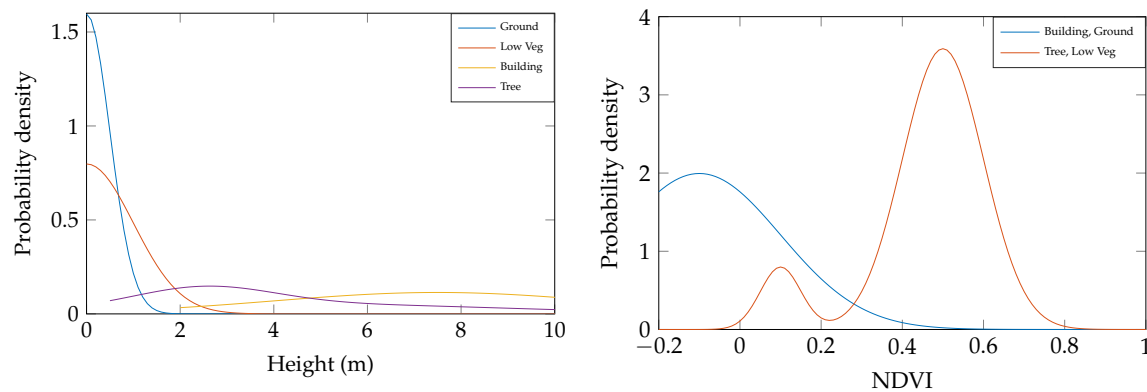 Probability density
1.5
1
0.5
0
0 2 4 6 8 10
Height (m)
Ground
Low Veg
Building
Tree
Probability density
4
3
2
1
0
−0.2 0 0.2 0.4 0.6 0.8 1
NDVI
Building, Ground
Tree, Low Veg